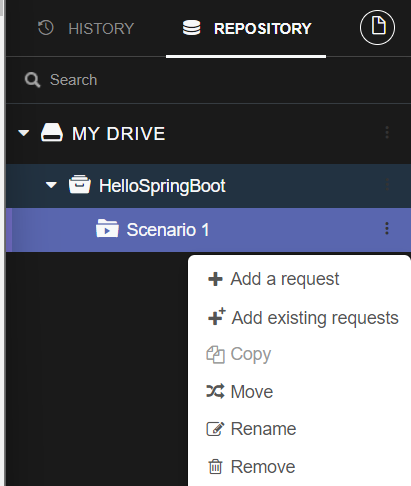 HISTORY REPOSITORY
Search
MY DRIVE
HelloSpringBoot
Scenario 1
Add a request
Add existing requests
Copy
Move
Rename
Remove